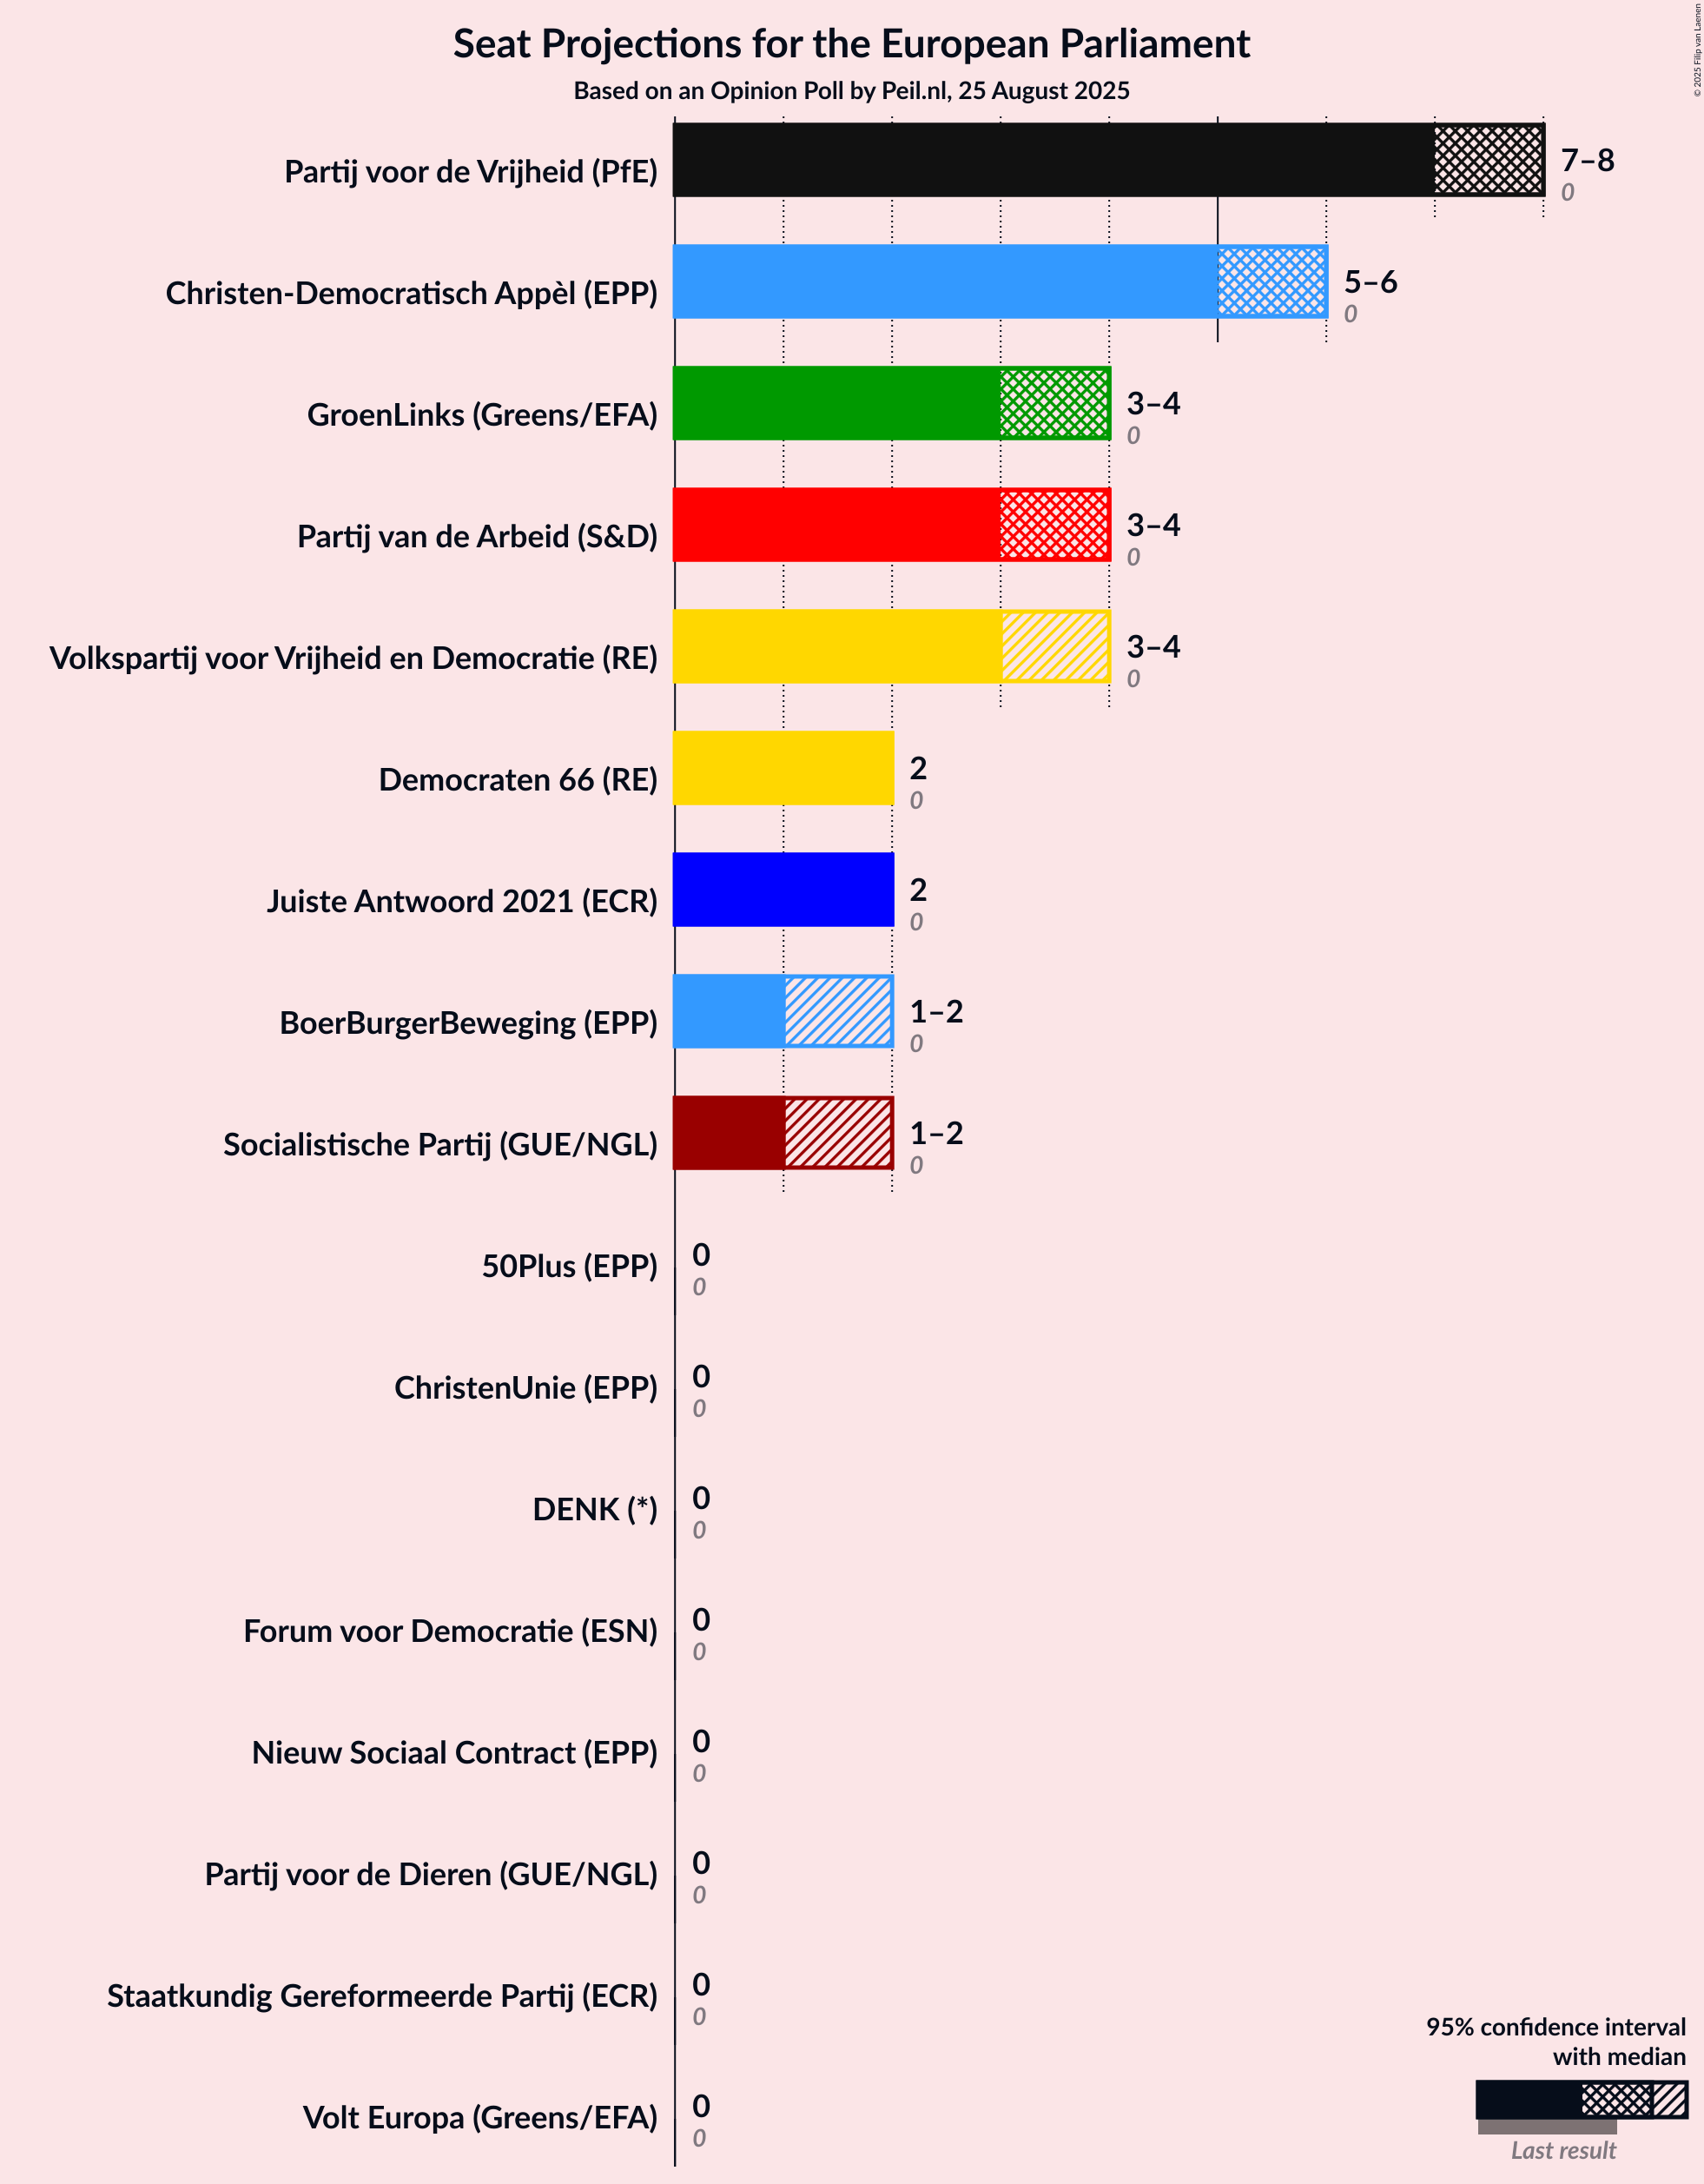 Seat Projections for the European Parliament
Based on an Opinion Poll by Peil.nl, 25 August 2025
© 2025 Filip van Laenen
Partij voor de Vrijheid (PfE)
7–8
0
Christen-Democratisch Appèl (EPP)
5–6
0
GroenLinks (Greens/EFA)
3–4
0
Partij van de Arbeid (S&D)
3–4
0
Volkspartij voor Vrijheid en Democratie (RE)
3–4
0
Democraten 66 (RE)
2
0
Juiste Antwoord 2021 (ECR)
2
0
BoerBurgerBeweging (EPP)
1–2
0
Socialistische Partij (GUE/NGL)
1–2
0
50Plus (EPP)
0
0
ChristenUnie (EPP)
0
0
DENK (*)
0
0
Forum voor Democratie (ESN)
0
0
Nieuw Sociaal Contract (EPP)
0
0
Partij voor de Dieren (GUE/NGL)
0
0
Staatkundig Gereformeerde Partij (ECR)
0
0
Volt Europa (Greens/EFA)
0
0
95% confidence interval
with median
Last result